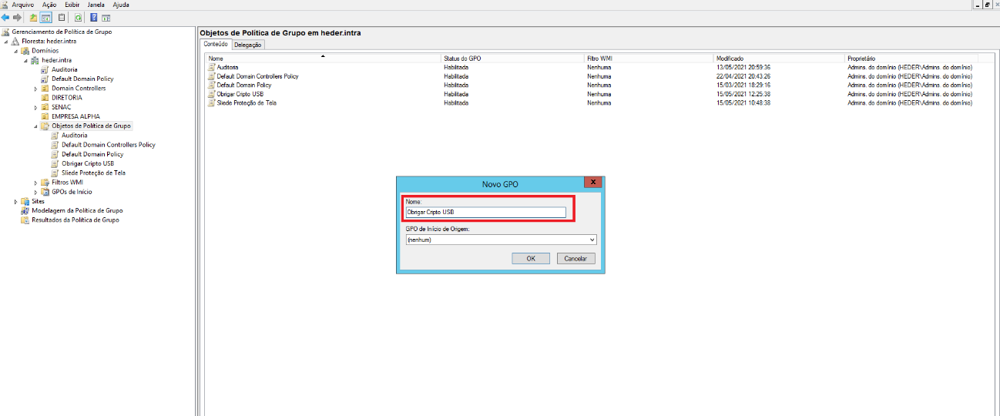 Arquivo Ação Exibir Janela Ajuda
Gerenciamento de Política de Grupo
Floresta: heder.intra
Domínios
heder.intra
Auditoria
Default Domain Policy
Domain Controllers
DIRETORIA
SENAC
EMPRESA ALPHA
Objetos de Política de Grupo
Auditoria
Default Domain Controllers Policy
Default Domain Policy
Obrigar Cripto USB
Sliede Proteção de Tela
Filtros WMI
GPOs de Início
Sites
Modelagem da Política de Grupo
Resultados da Política de Grupo
Objetos de Política de Grupo em heder.intra
Conteúdo Delegação
Nome Status do GPO Filtro WMI Modificado Proprietário
Auditoria Habilitada Nenhuma 13/05/2021 20:59:36 Admins. do domínio (HEDER\Admins. do domínio)
Default Domain Controllers Policy Habilitada Nenhuma 22/04/2021 20:43:26 Admins. do domínio (HEDER\Admins. do domínio)
Default Domain Policy Habilitada Nenhuma 15/03/2021 18:29:16 Admins. do domínio (HEDER\Admins. do domínio)
Obrigar Cripto USB Habilitada Nenhuma 15/05/2021 12:25:38 Admins. do domínio (HEDER\Admins. do domínio)
Sliede Proteção de Tela Habilitada Nenhuma 15/05/2021 10:48:38 Admins. do domínio (HEDER\Admins. do domínio)
Novo GPO
Nome:
Obrigar Cripto USB
GPO de Início de Origem:
(nenhum)
OK Cancelar